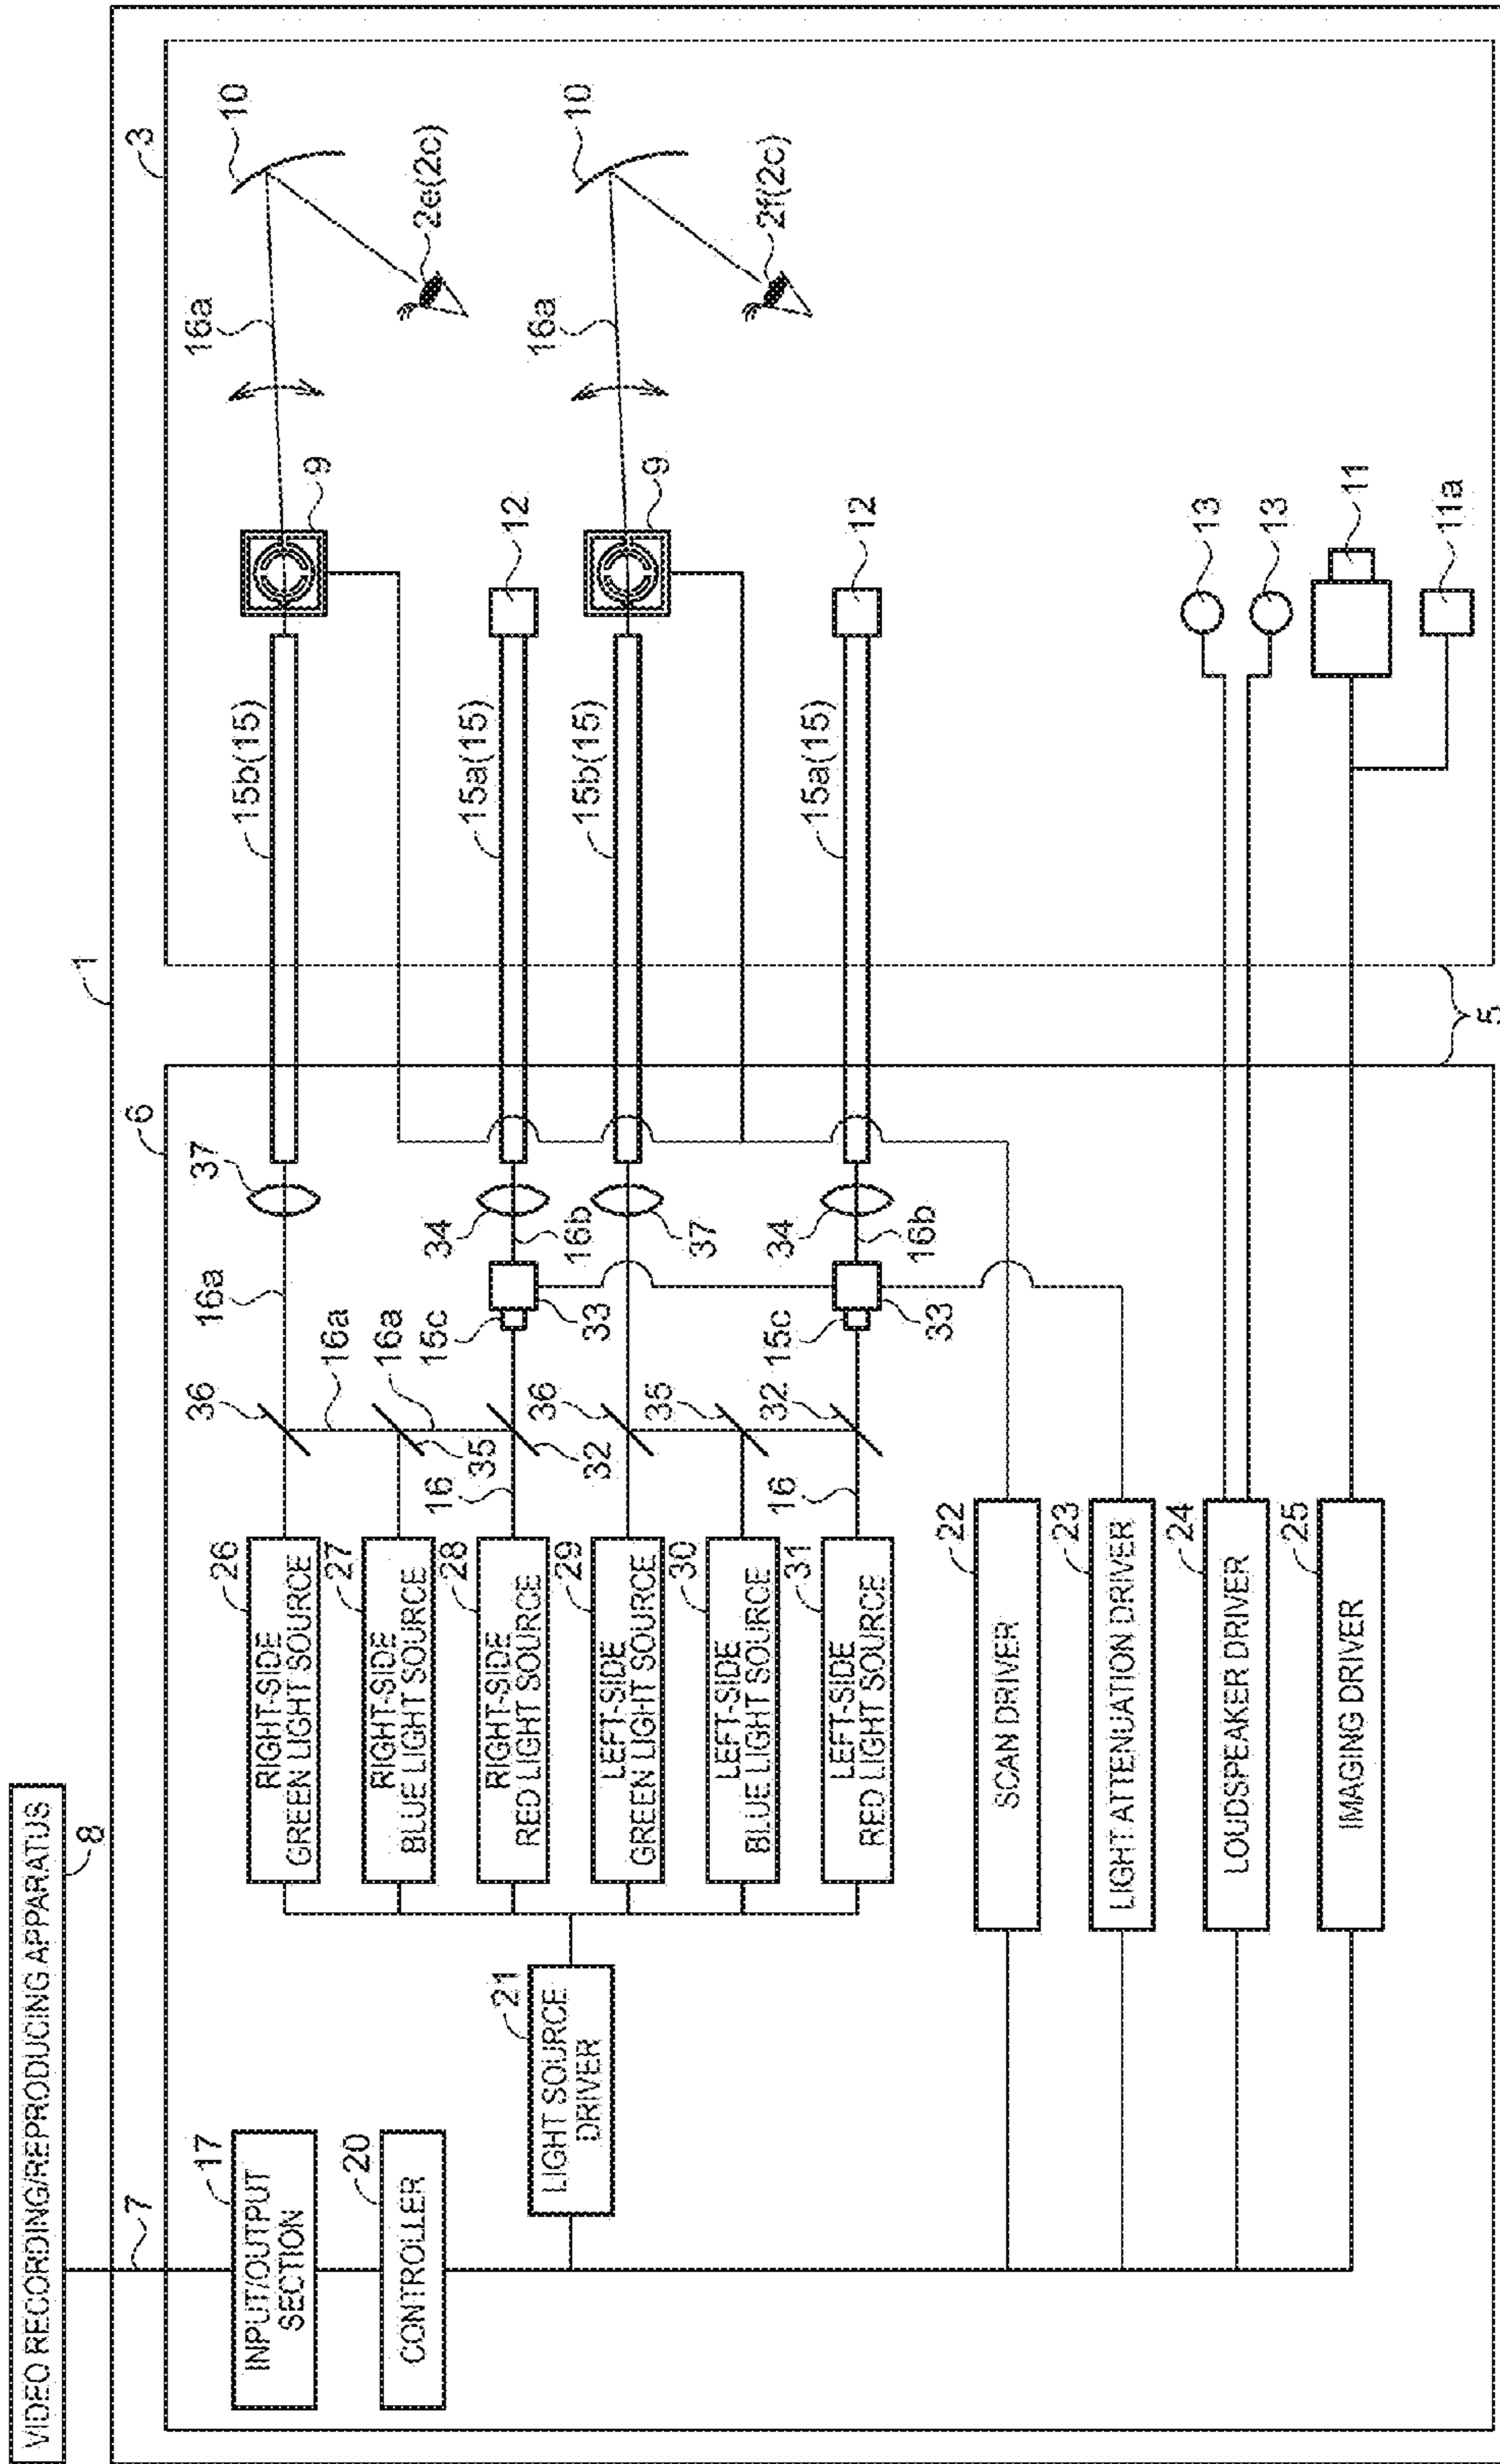 VIDEO RECORDING/REPRODUCING APPARATUS
8
7
1
6
5
3
17
INPUT/OUTPUT
SECTION
20
CONTROLLER
21
LIGHT SOURCE
DRIVER
26
RIGHT-SIDE
GREEN LIGHT SOURCE
27
RIGHT-SIDE
BLUE LIGHT SOURCE
28
RIGHT-SIDE
RED LIGHT SOURCE
29
LEFT-SIDE
GREEN LIGHT SOURCE
30
LEFT-SIDE
BLUE LIGHT SOURCE
31
LEFT-SIDE
RED LIGHT SOURCE
22
SCAN DRIVER
23
LIGHT ATTENUATION DRIVER
24
LOUDSPEAKER DRIVER
25
IMAGING DRIVER
36
16a
37
16a
35
16a
16
32
15c
33
34
16b
36
37
35
32
16
15c
33
34
16b
15b(15)
9
16a
10
2e(2c)
15a(15)
12
15b(15)
9
16a
10
2f(2c)
15a(15)
12
13
13
11
11a